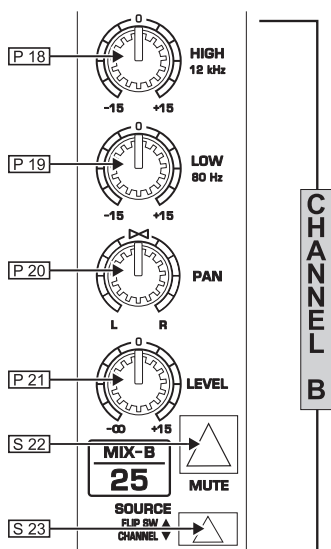 P 18
0
HIGH
12 kHz
-15 +15
P 19
0
LOW
80 Hz
-15 +15
P 20
PAN
L R
P 21
0
LEVEL
-∞ +15
S 22
MIX-B
25
MUTE
SOURCE
FLIP SW ▲
CHANNEL ▼
S 23
CHANNEL B